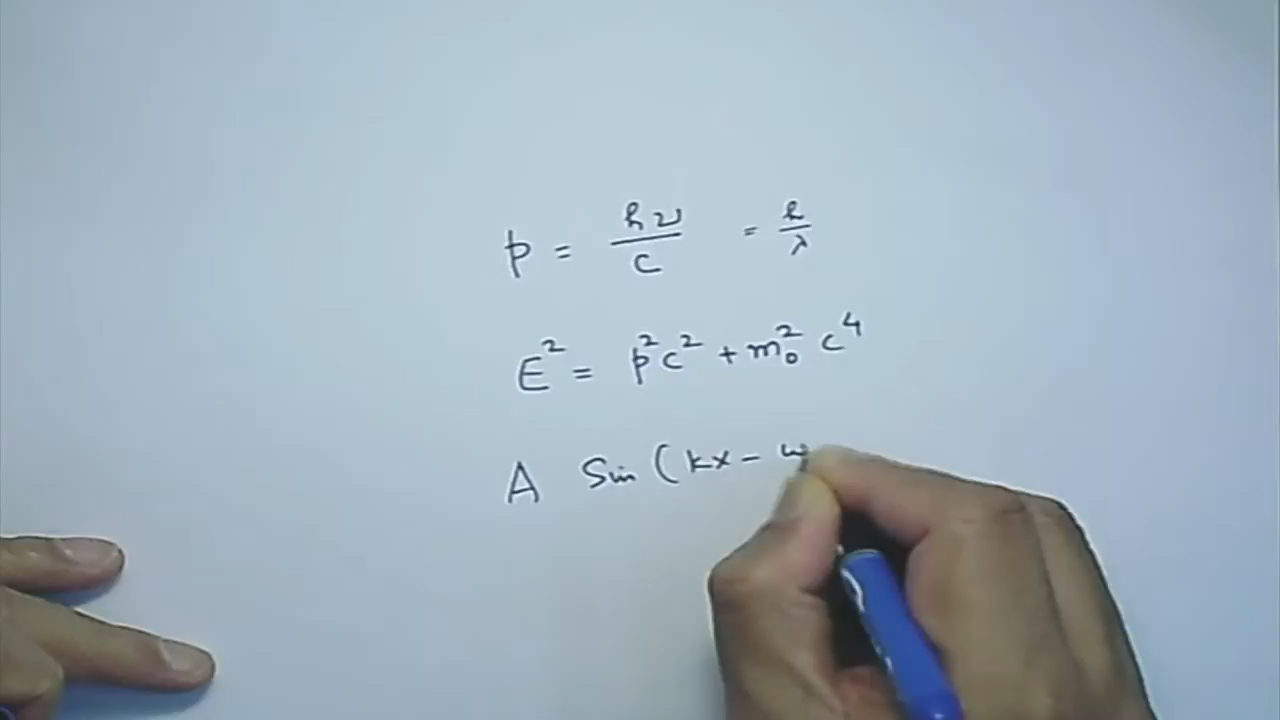 p = hν/c = h/λ
E² = p²c² + m₀²c⁴
A Sin (kx - ω